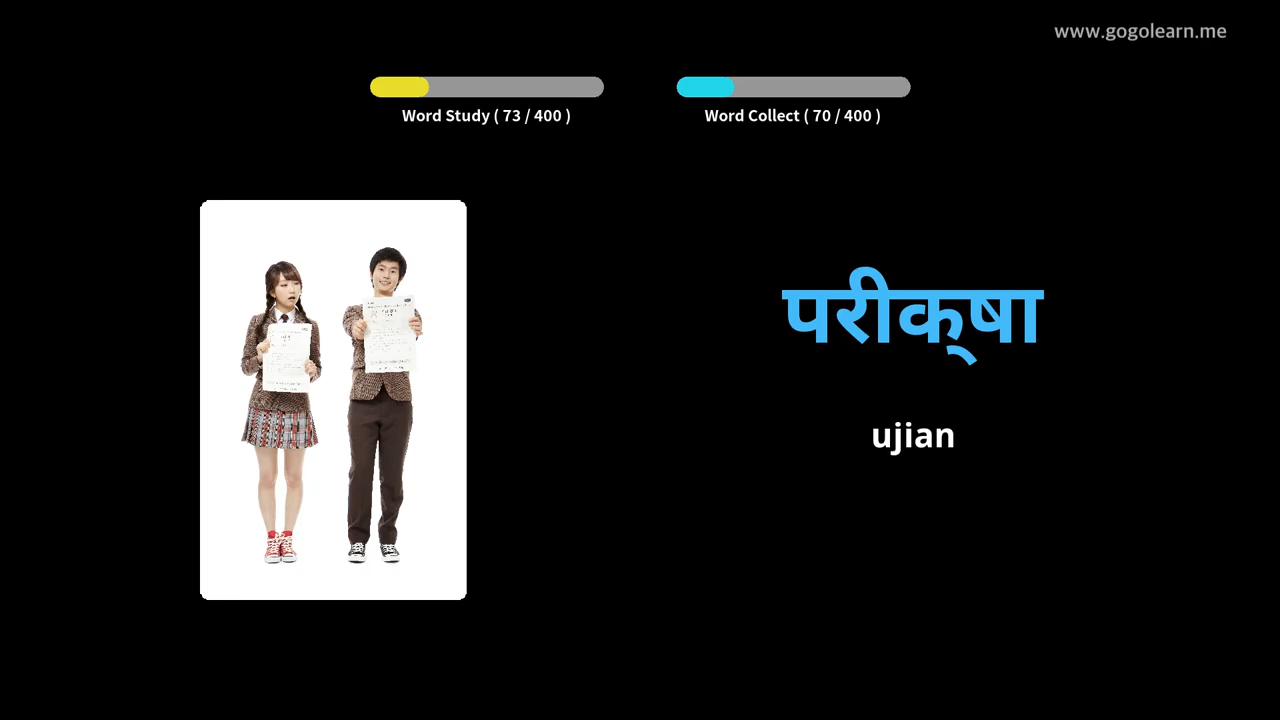 www.gogolearn.me
Word Study ( 73 / 400 )
Word Collect ( 70 / 400 )
परीक्‌षा
ujian